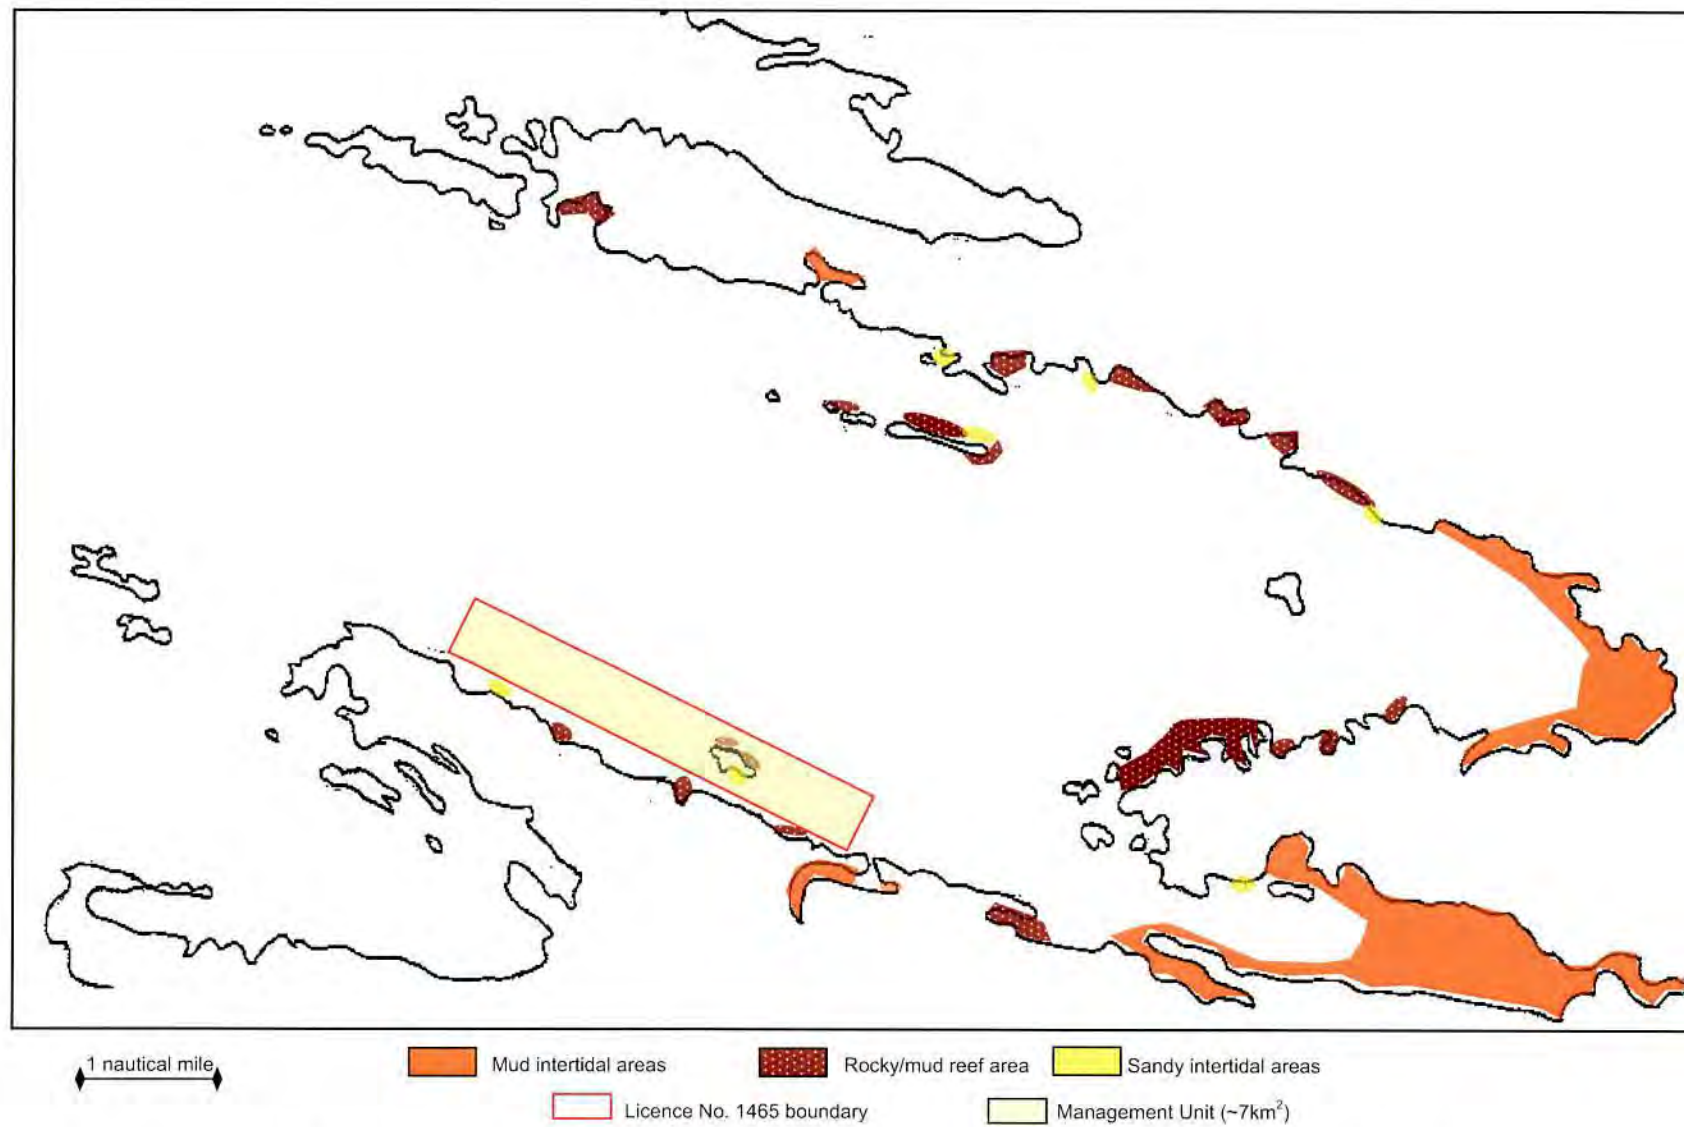 1 nautical mile
Mud intertidal areas
Rocky/mud reef area
Sandy intertidal areas
Licence No. 1465 boundary
Management Unit (~7km²)